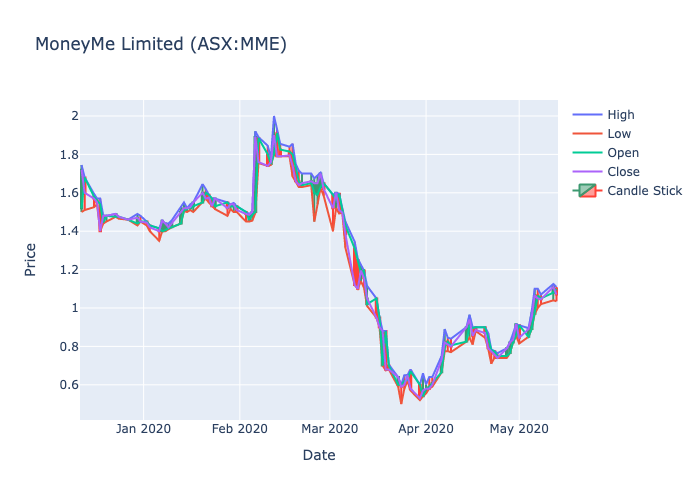 MoneyMe Limited (ASX:MME)
High
Low
Open
Close
Candle Stick
2
1.8
1.6
1.4
1.2
1
0.8
0.6
Price
Jan 2020
Feb 2020
Mar 2020
Apr 2020
May 2020
Date